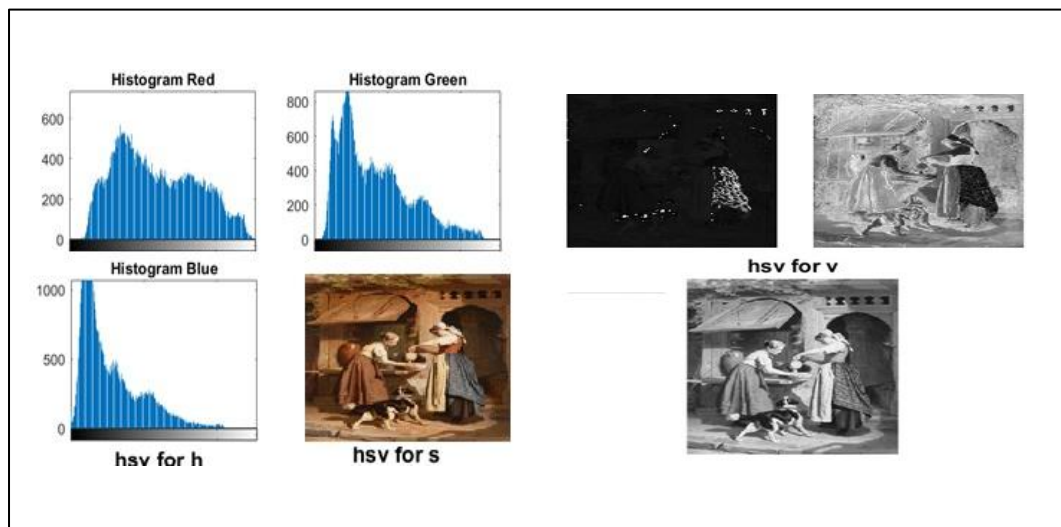 Histogram Red
600
400
200
0
Histogram Green
800
600
400
200
0
Histogram Blue
1000
500
0
hsv for h
hsv for s
hsv for v